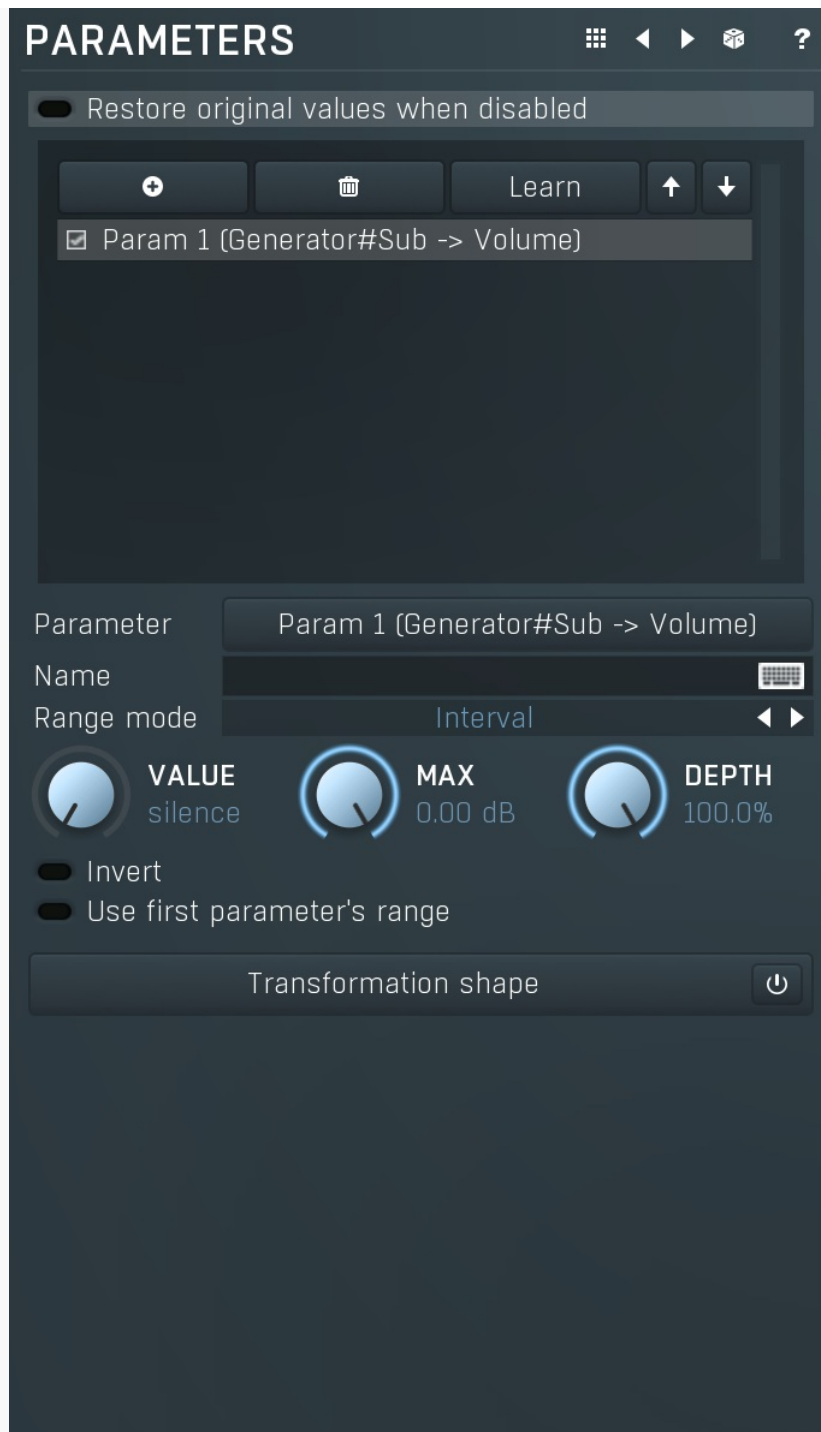 PARAMETERS ?
Restore original values when disabled
Learn
Param 1 (Generator#Sub -> Volume)
Parameter Param 1 (Generator#Sub -> Volume)
Name
Range mode Interval
VALUE MAX DEPTH
silence 0.00 dB 100.0%
Invert
Use first parameter's range
Transformation shape